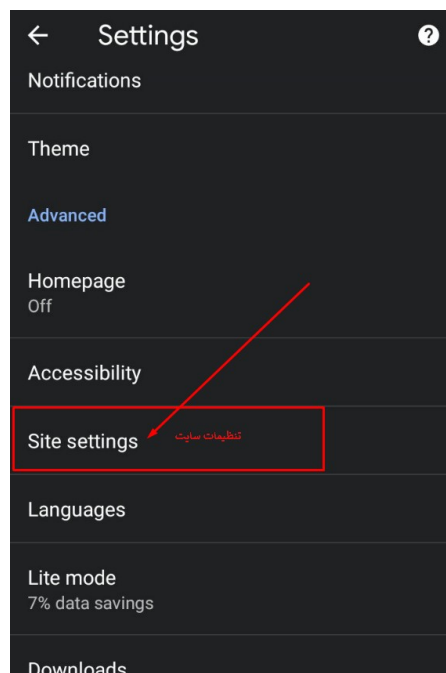 Settings
Notifications
Theme
Advanced
Homepage
Off
Accessibility
Site settings
تنظیمات سایت
Languages
Lite mode
7% data savings
Downloads